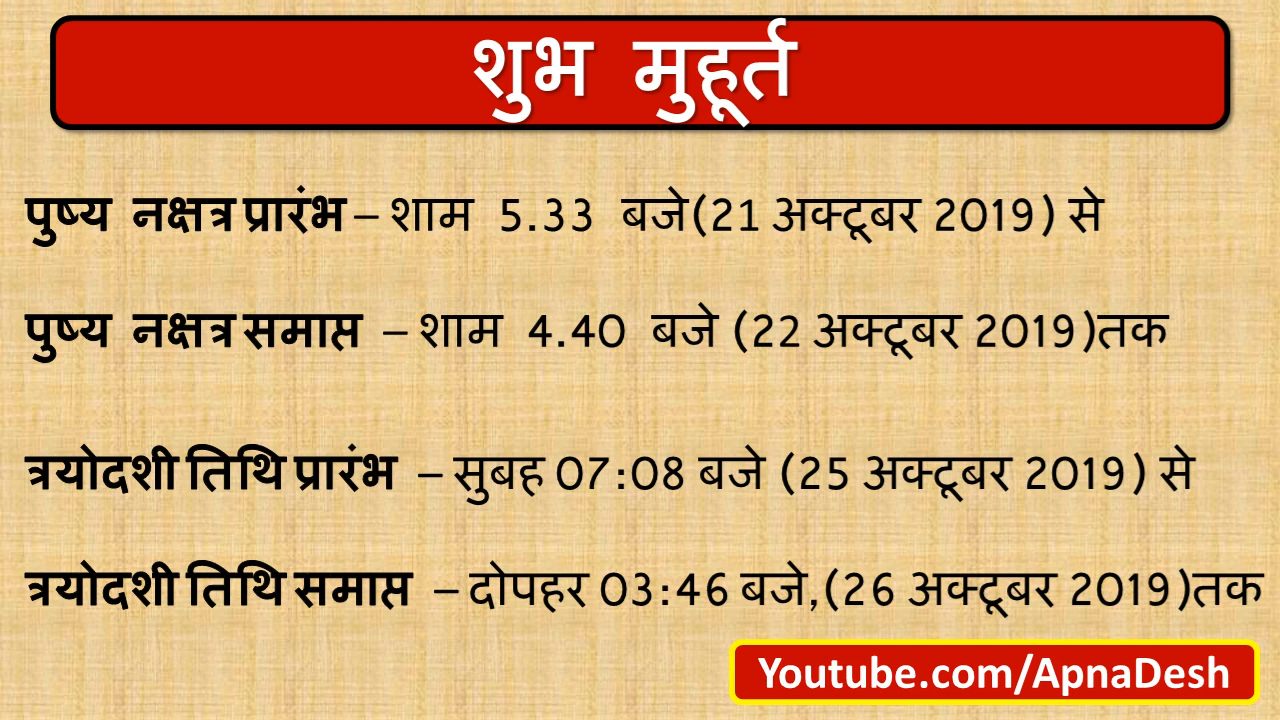 शुभ मुहूर्त
पुष्य नक्षत्र प्रारंभ – शाम 5.33 बजे(21 अक्टूबर 2019) से
पुष्य नक्षत्र समाप्त – शाम 4.40 बजे (22 अक्टूबर 2019)तक
त्रयोदशी तिथि प्रारंभ – सुबह 07:08 बजे (25 अक्टूबर 2019) से
त्रयोदशी तिथि समाप्त – दोपहर 03:46 बजे,(26 अक्टूबर 2019)तक
Youtube.com/ApnaDesh